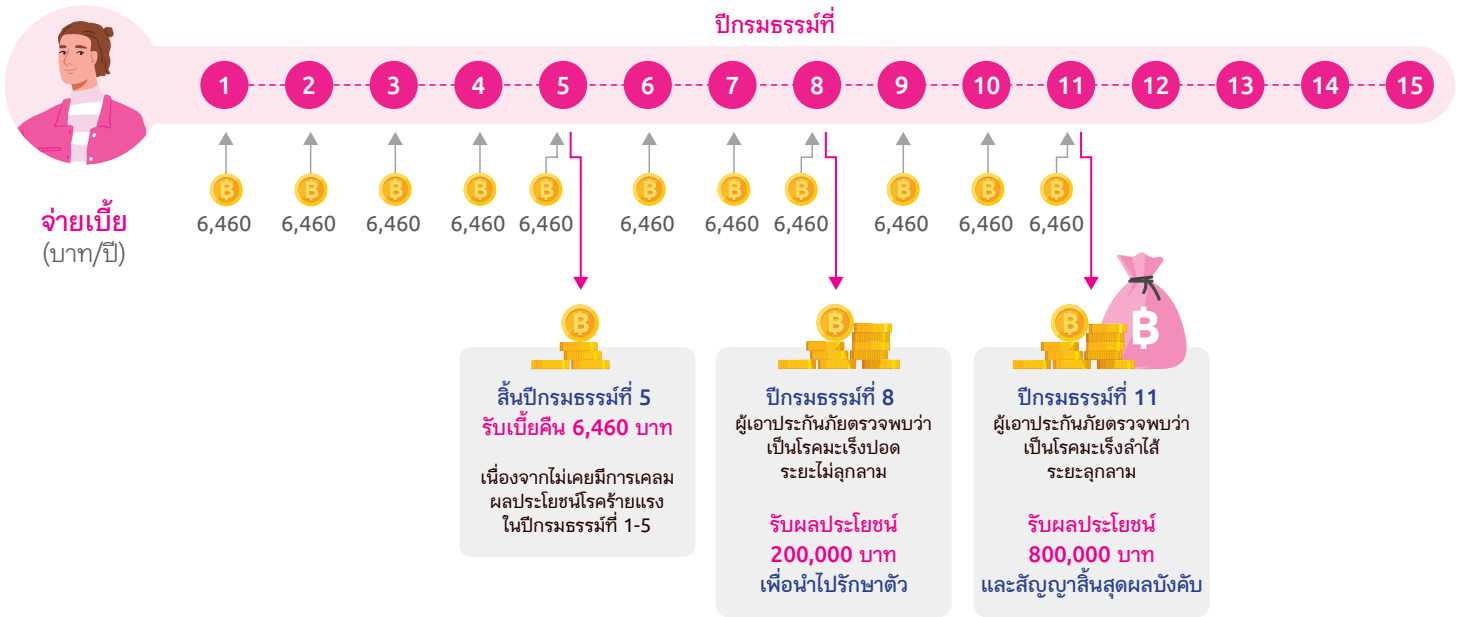 ปีกรมธรรม์ที่
1 2 3 4 5 6 7 8 9 10 11 12 13 14 15
จ่ายเบี้ย
(บาท/ปี)
6,460 6,460 6,460 6,460 6,460 6,460 6,460 6,460 6,460 6,460 6,460
สิ้นปีกรมธรรม์ที่ 5
รับเบี้ยคืน 6,460 บาท
เนื่องจากไม่เคยมีการเคลม
ผลประโยชน์โรคร้ายแรง
ในปีกรมธรรม์ที่ 1-5
ปีกรมธรรม์ที่ 8
ผู้เอาประกันภัยตรวจพบว่า
เป็นโรคมะเร็งปอด
ระยะไม่ลุกลาม
รับผลประโยชน์
200,000 บาท
เพื่อนำไปรักษาตัว
ปีกรมธรรม์ที่ 11
ผู้เอาประกันภัยตรวจพบว่า
เป็นโรคมะเร็งลำไส้
ระยะลุกลาม
รับผลประโยชน์
800,000 บาท
และสัญญาสิ้นสุดผลบังคับ